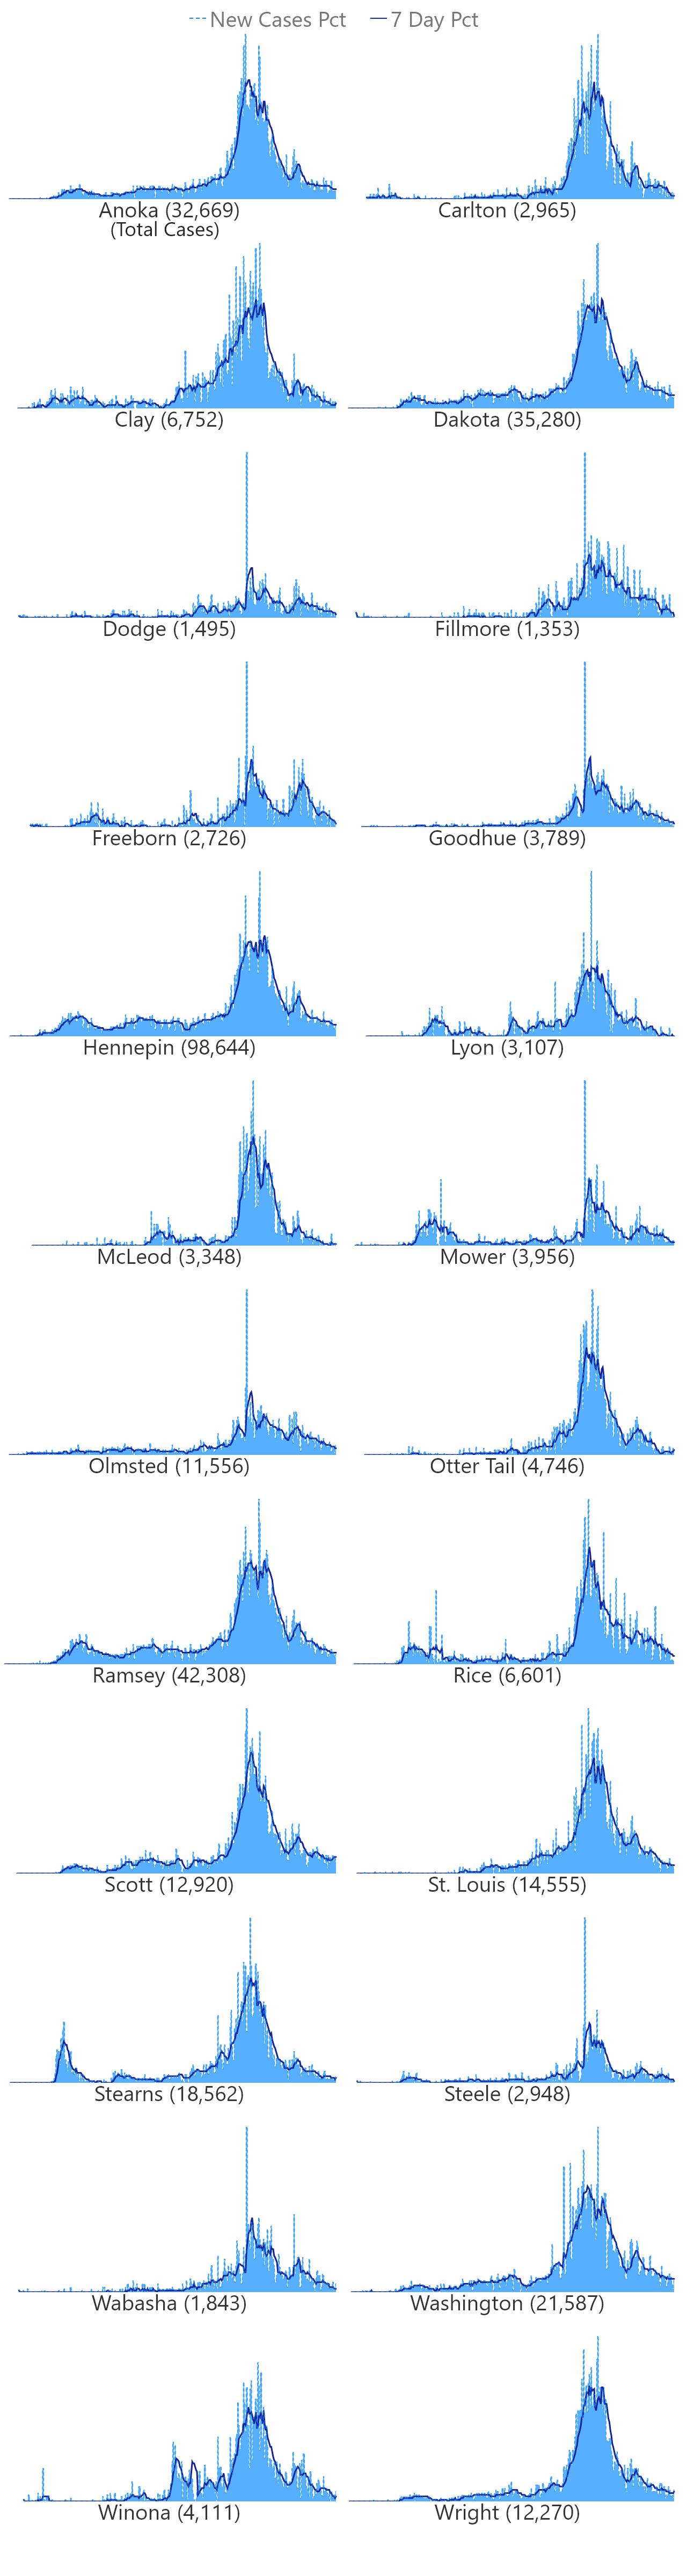 New Cases Pct 7 Day Pct
Anoka (32,669) Carlton (2,965)
(Total Cases)
Clay (6,752) Dakota (35,280)
Dodge (1,495) Fillmore (1,353)
Freeborn (2,726) Goodhue (3,789)
Hennepin (98,644) Lyon (3,107)
McLeod (3,348) Mower (3,956)
Olmsted (11,556) Otter Tail (4,746)
Ramsey (42,308) Rice (6,601)
Scott (12,920) St. Louis (14,555)
Stearns (18,562) Steele (2,948)
Wabasha (1,843) Washington (21,587)
Winona (4,111) Wright (12,270)